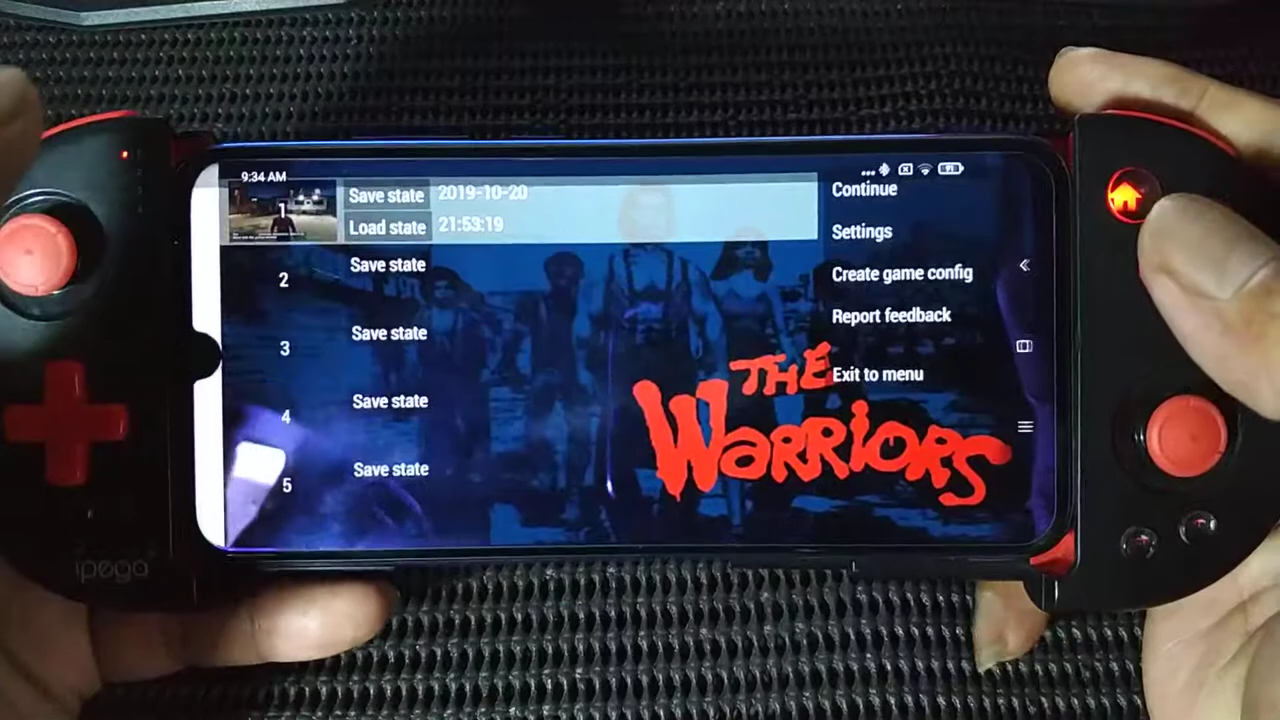 9:34 AM
91
1
Save state 2019-10-20
Load state 21:53:19
2 Save state
3 Save state
4 Save state
5 Save state
Continue
Settings
Create game config
Report feedback
Exit to menu
THE
WARRIORS
ipega